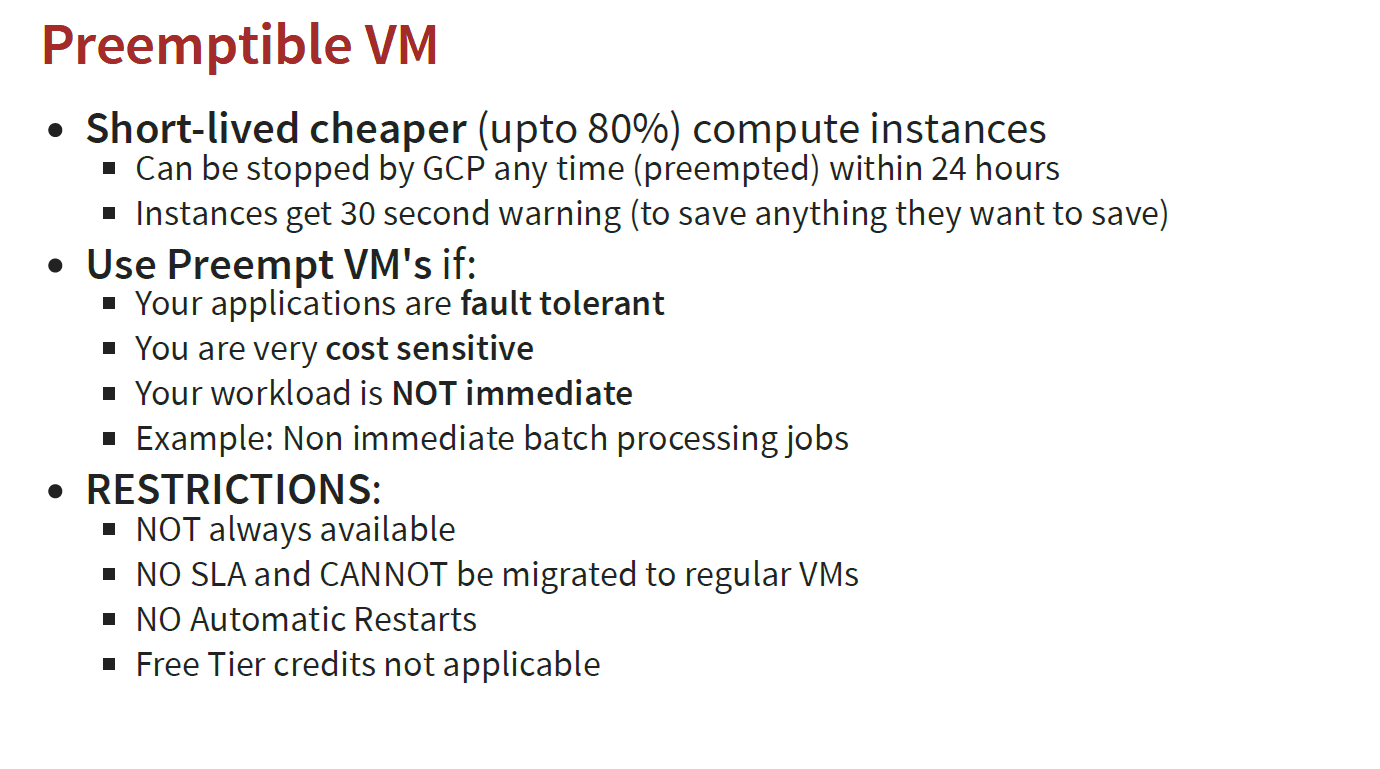 Preemptible VM
Short-lived cheaper (upto 80%) compute instances
Can be stopped by GCP any time (preempted) within 24 hours
Instances get 30 second warning (to save anything they want to save)
Use Preempt VM's if:
Your applications are fault tolerant
You are very cost sensitive
Your workload is NOT immediate
Example: Non immediate batch processing jobs
RESTRICTIONS:
NOT always available
NO SLA and CANNOT be migrated to regular VMs
NO Automatic Restarts
Free Tier credits not applicable